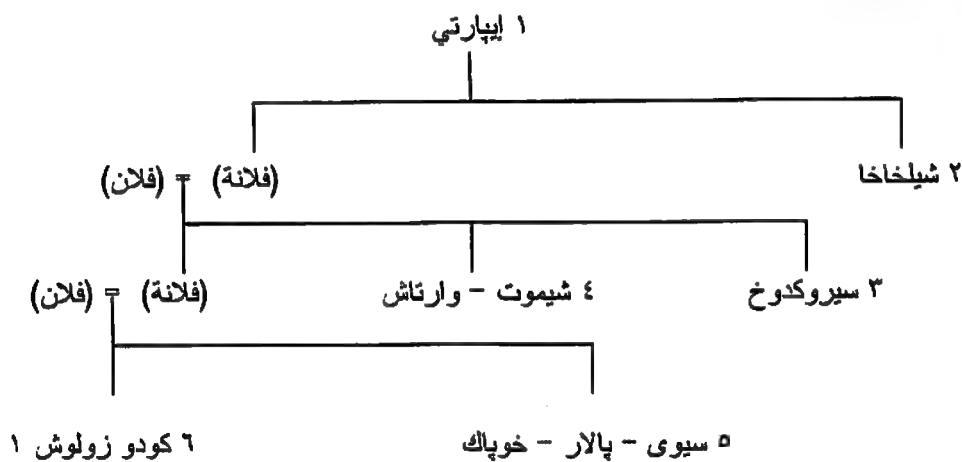 ١ إيپارتي
٢ شيلخاخا (فلانة) = (فلان)
٣ سيروكدوخ ٤ شيموت - وارتاش (فلانة) = (فلان)
٥ سيوى - پالار - خوپاك ٦ كودو زولوش ١